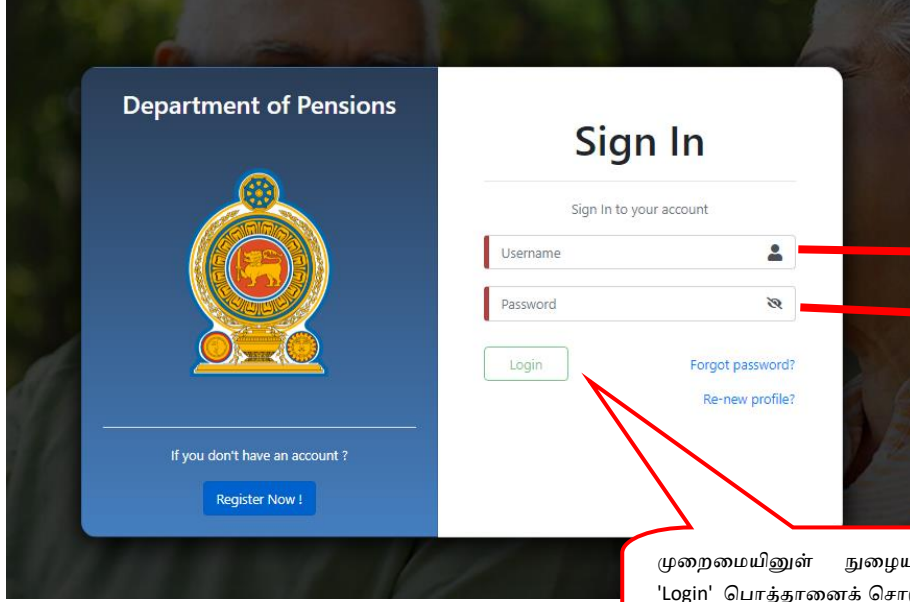 Department of Pensions
Sign In
Sign In to your account
Username
Password
Login
Forgot password?
Re-new profile?
If you don't have an account ?
Register Now !
முறைமையினுள்
'Login' பொத்தானைக்